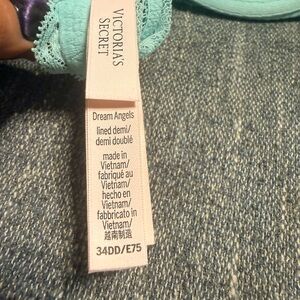 VICTORIA'S
SECRET
Dream Angels
lined demi/
demi doublé
made in
Vietnam/
fabriqué au
Vietnam/
hecho en
Vietnam/
fabbricato in
Vietnam/
越南制造
34DD/E75